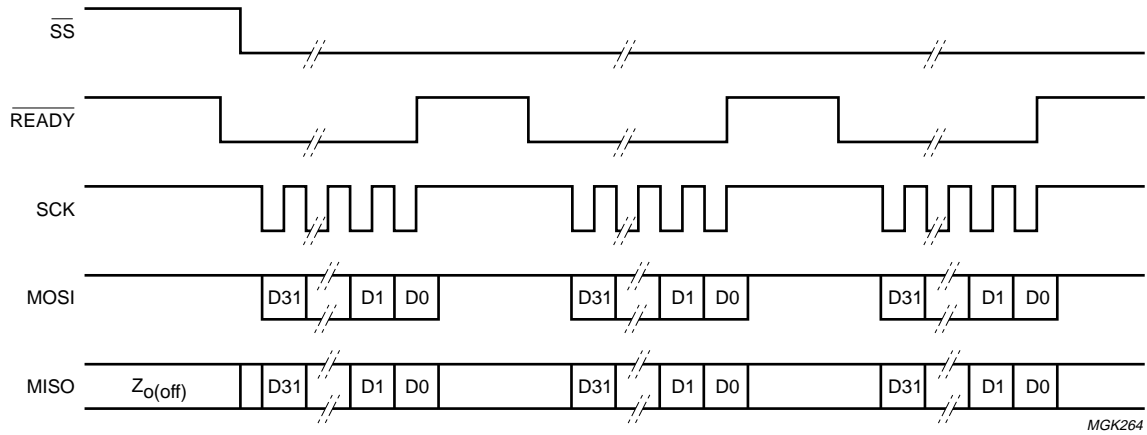 SS
READY
SCK
MOSI D31 D1 D0 D31 D1 D0 D31 D1 D0
MISO Zo(off) D31 D1 D0 D31 D1 D0 D31 D1 D0
MGK264